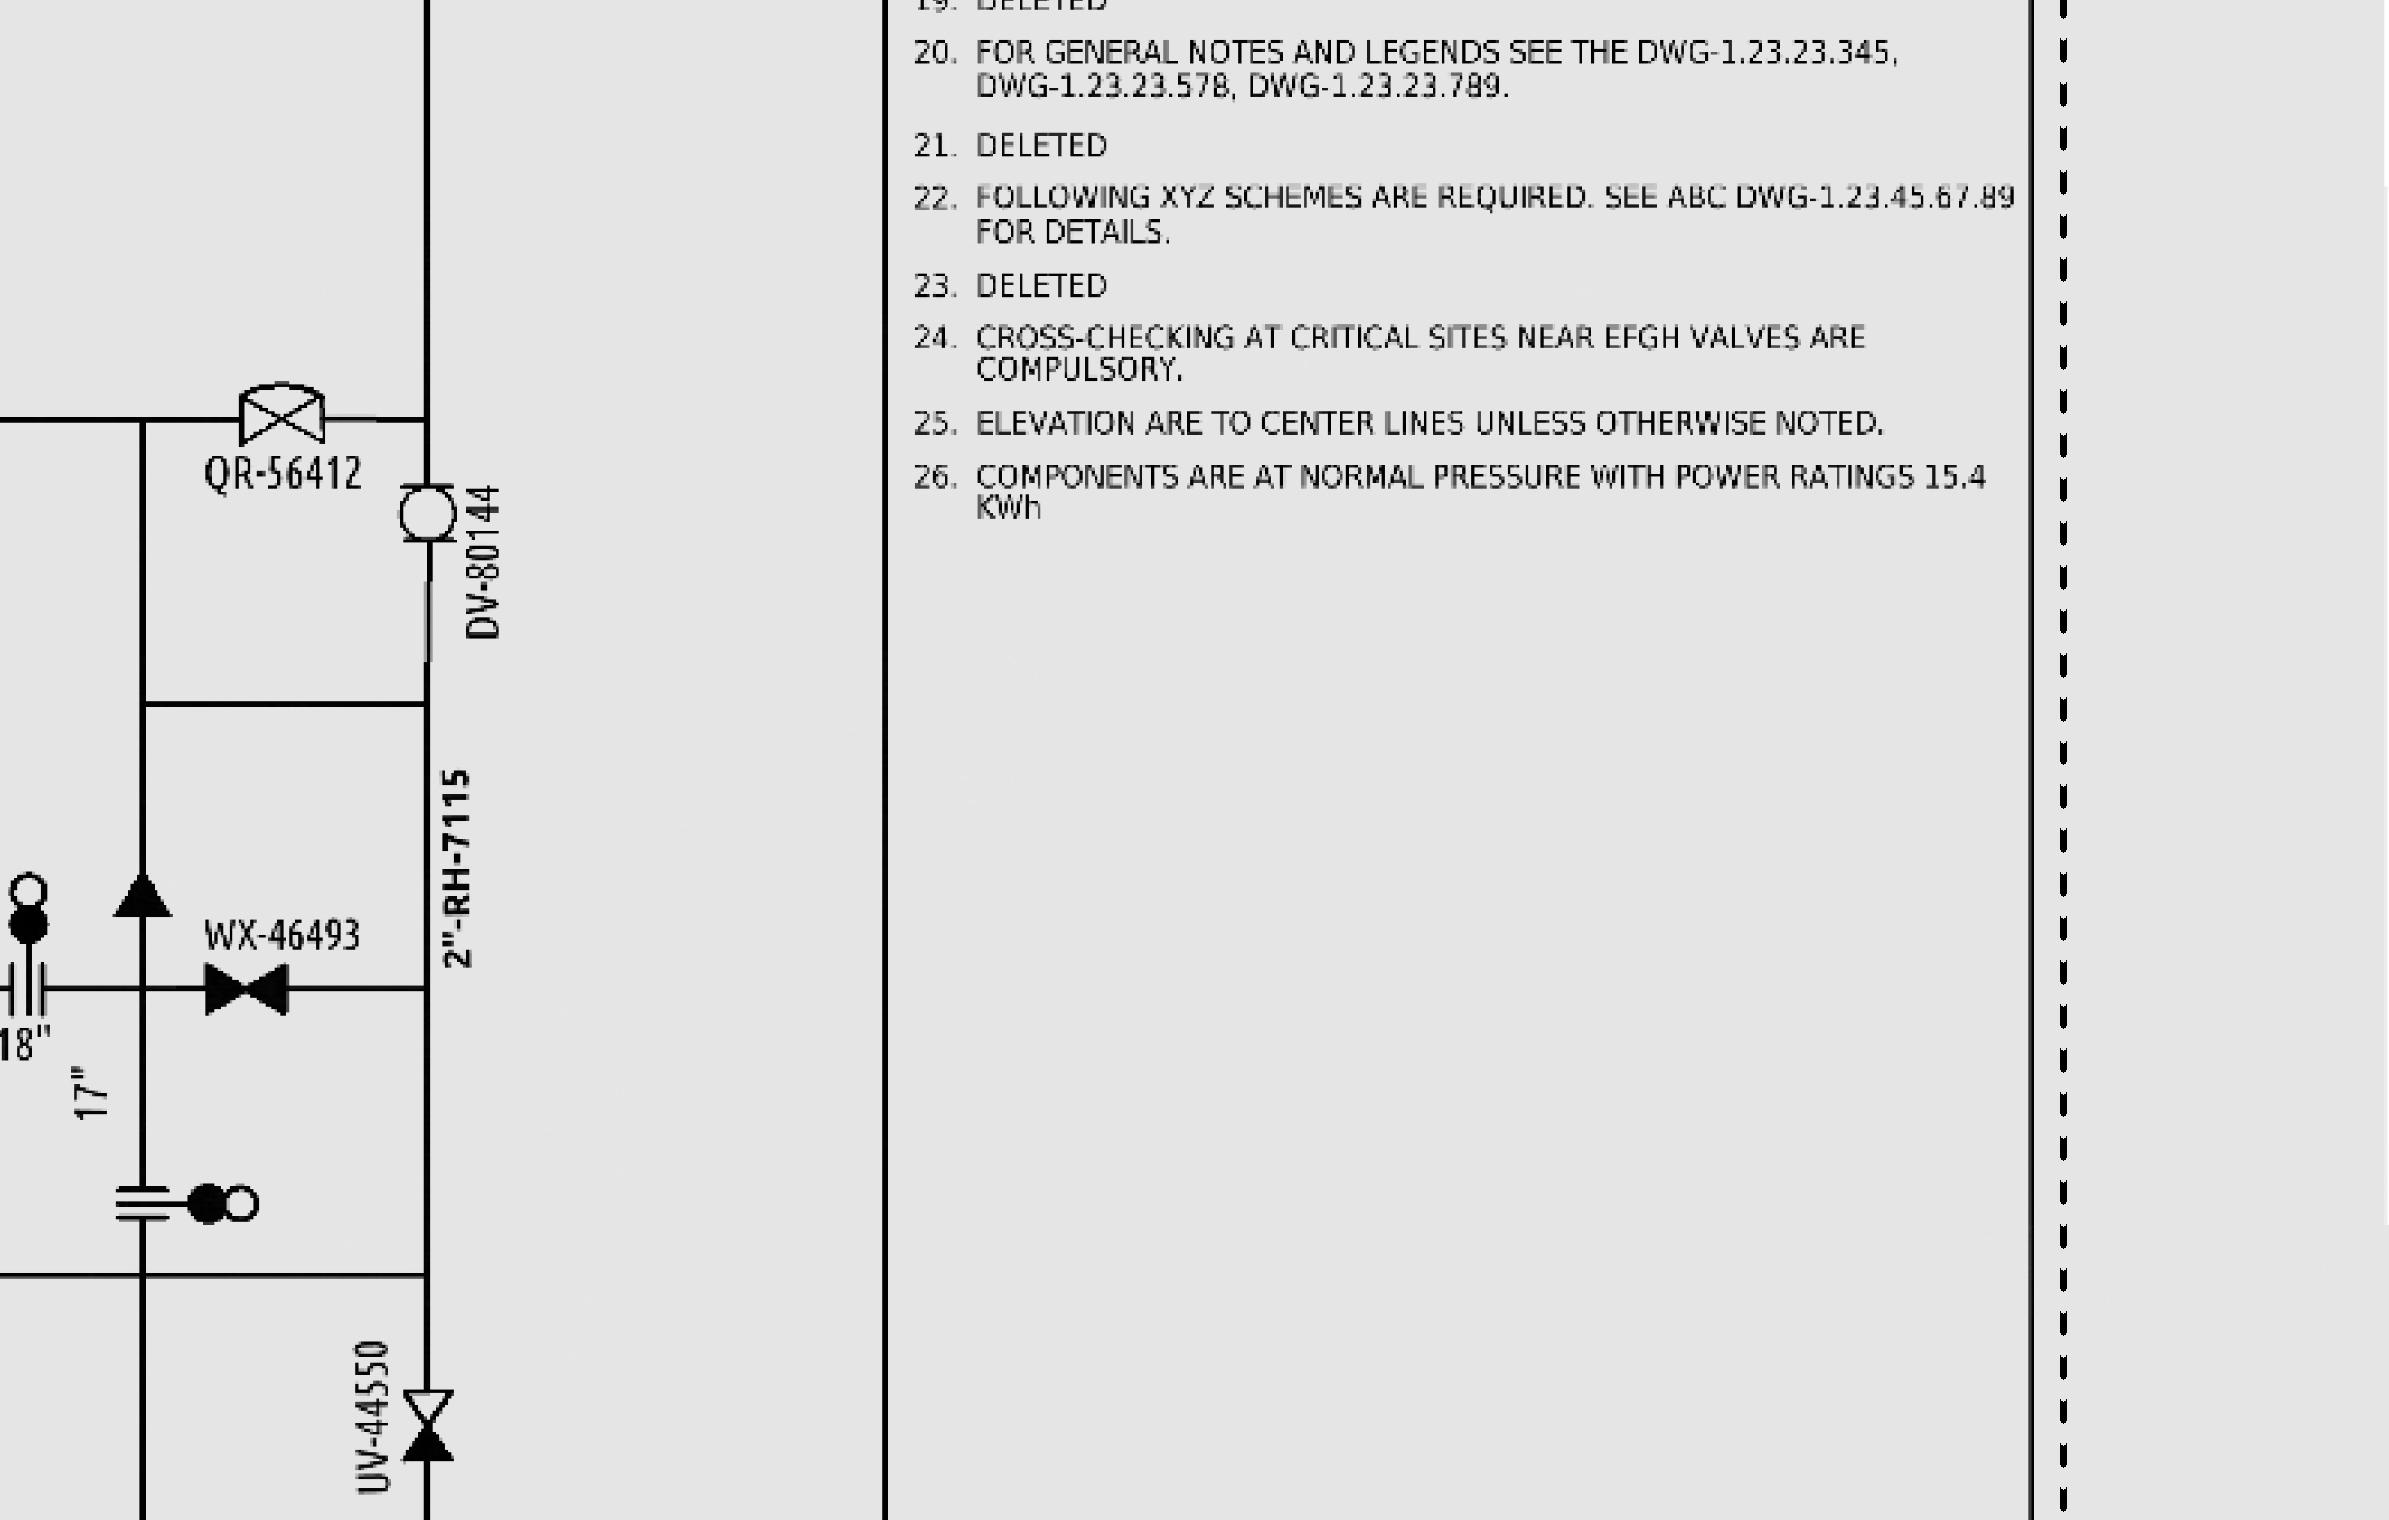 19. DELETED
20. FOR GENERAL NOTES AND LEGENDS SEE THE DWG-1.23.23.345,
DWG-1.23.23.578, DWG-1.23.23.789.
21. DELETED
22. FOLLOWING XYZ SCHEMES ARE REQUIRED. SEE ABC DWG-1.23.45.67.89
FOR DETAILS.
23. DELETED
24. CROSS-CHECKING AT CRITICAL SITES NEAR EFGH VALVES ARE
COMPULSORY.
25. ELEVATION ARE TO CENTER LINES UNLESS OTHERWISE NOTED.
26. COMPONENTS ARE AT NORMAL PRESSURE WITH POWER RATINGS 15.4
KWh
QR-56412
DV-80144
2"-RH-7115
WX-46493
18"
17"
UV-44550